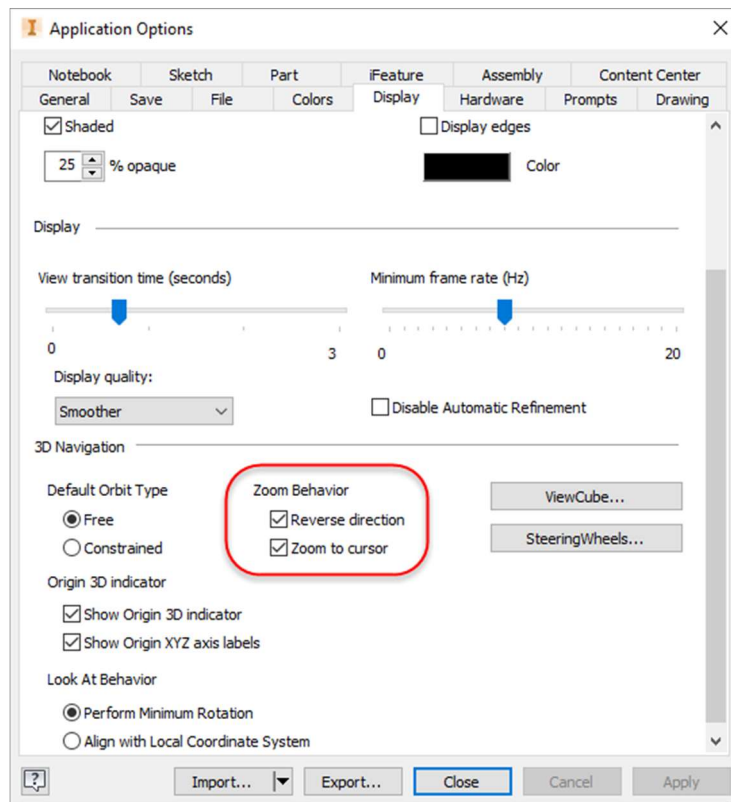 Application Options
Notebook Sketch Part iFeature Assembly Content Center
General Save File Colors Display Hardware Prompts Drawing
Shaded Display edges
25 % opaque Color
Display
View transition time (seconds) Minimum frame rate (Hz)
0 3 0 20
Display quality:
Smoother Disable Automatic Refinement
3D Navigation
Default Orbit Type Zoom Behavior ViewCube...
Free Reverse direction
Constrained Zoom to cursor SteeringWheels...
Origin 3D indicator
Show Origin 3D indicator
Show Origin XYZ axis labels
Look At Behavior
Perform Minimum Rotation
Align with Local Coordinate System
? Import... Export... Close Cancel Apply